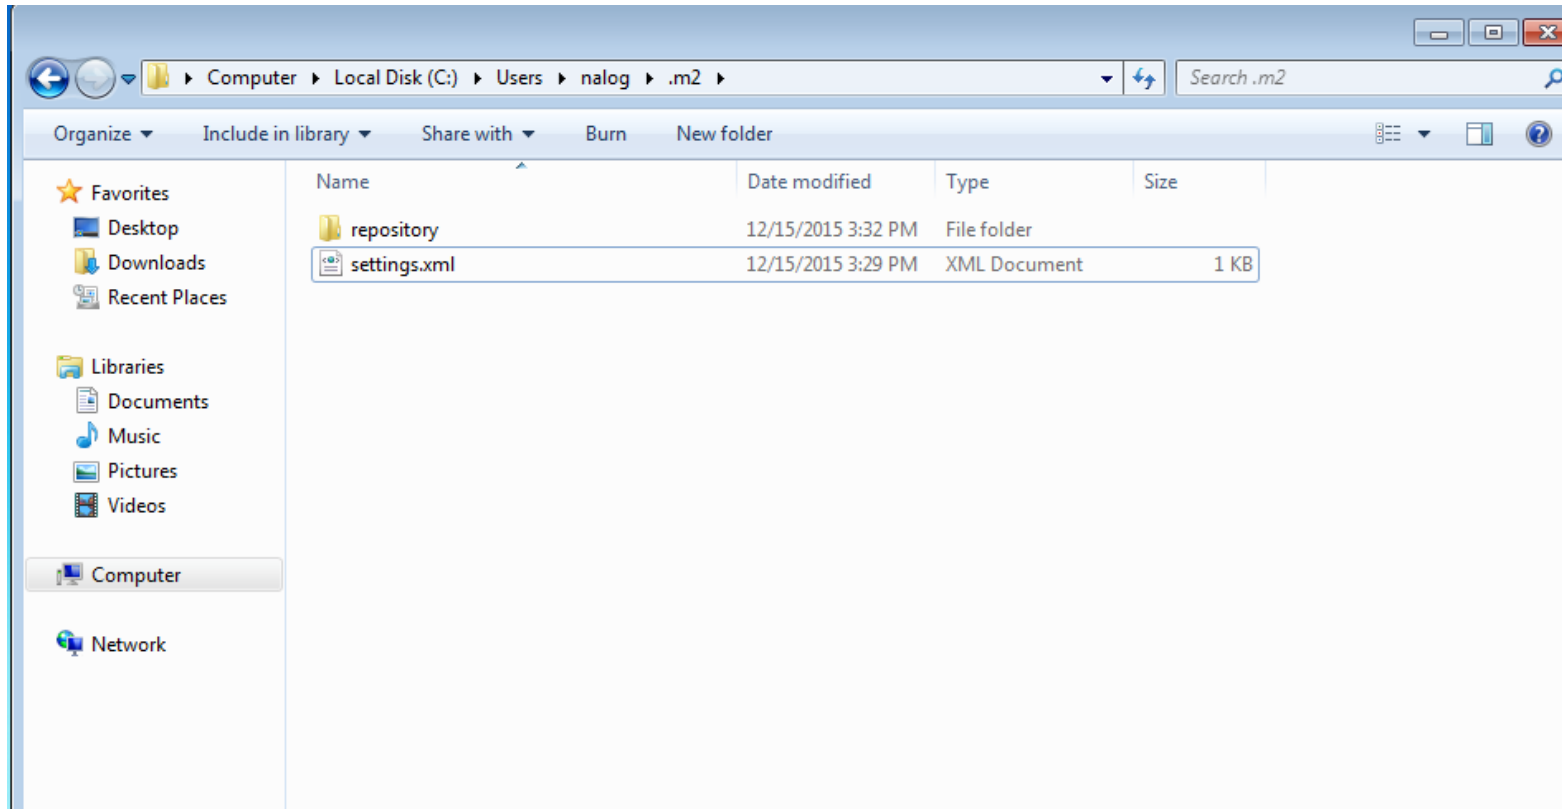 Computer Local Disk (C:) Users nalog .m2 Search .m2
Organize Include in library Share with Burn New folder
Favorites
Desktop
Downloads
Recent Places
Libraries
Documents
Music
Pictures
Videos
Computer
Network
Name Date modified Type Size
repository 12/15/2015 3:32 PM File folder
settings.xml 12/15/2015 3:29 PM XML Document 1 KB